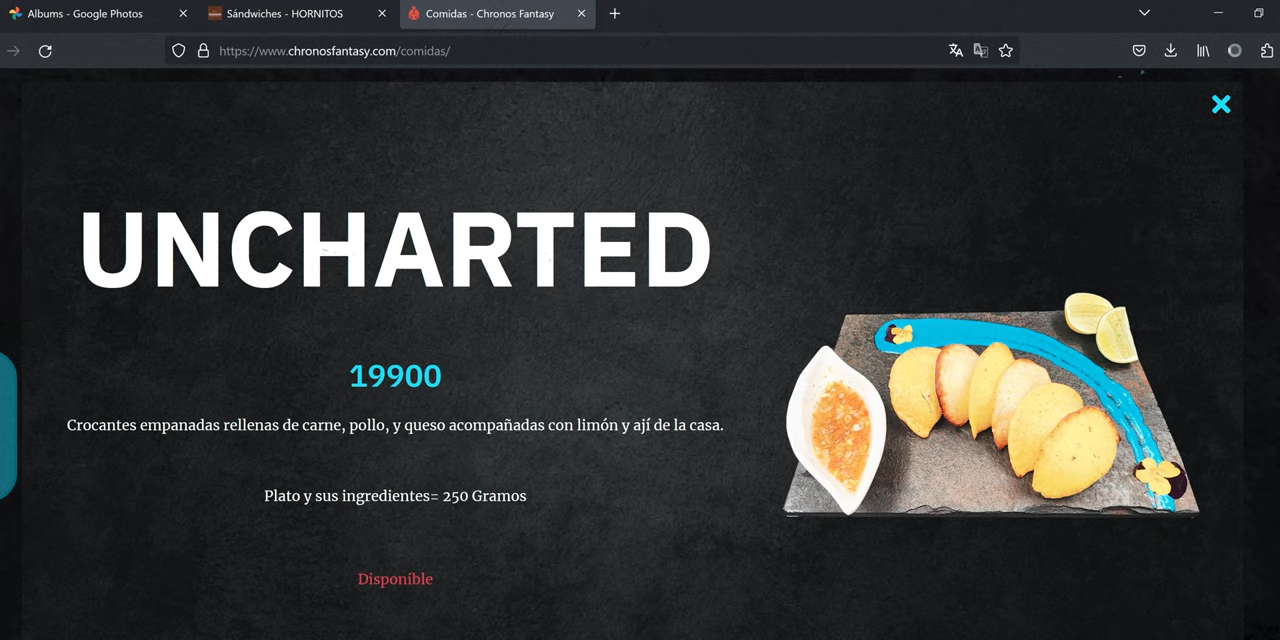 Albums - Google Photos
Sándwiches - HORNITOS
Comidas - Chronos Fantasy
https://www.chronosfantasy.com/comidas/
UNCHARTED
19900
Crocantes empanadas rellenas de carne, pollo, y queso acompañadas con limón y ají de la casa.
Plato y sus ingredientes= 250 Gramos
Disponible